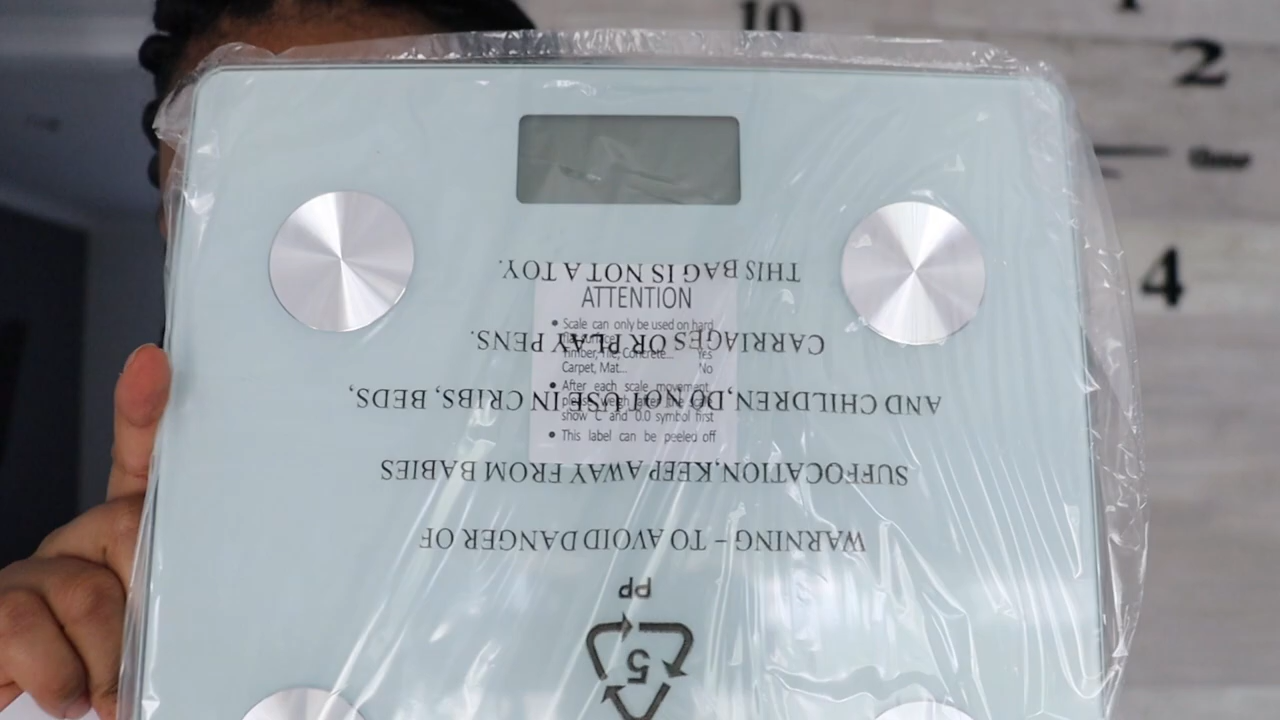 10
2
time
4
THIS BAG IS NOT A TOY.
CARRIAGES OR PLAY PENS.
AND CHILDREN, DO NOT USE IN CRIBS, BEDS,
SUFFOCATION, KEEP AWAY FROM BABIES
WARNING - TO AVOID DANGER OF
PP
5
ATTENTION
• Scale can only be used on hard
Timber, Tile, Concrete... Yes
Carpet, Mat... No
• After each scale movement,
show 'C' and 0.0 symbol first
• This label can be peeled off